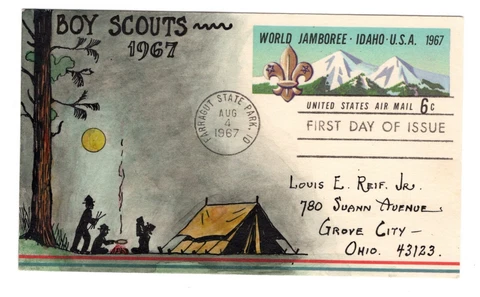 BOY SCOUTS
1967
WORLD JAMBOREE · IDAHO · U.S.A. 1967
UNITED STATES AIR MAIL 6c
FARRAGUT STATE PARK, ID
AUG
4
1967
FIRST DAY OF ISSUE
LOUIS E. REIF, JR.
780 SUANN AVENUE
GROVE CITY -
OHIO. 43123.